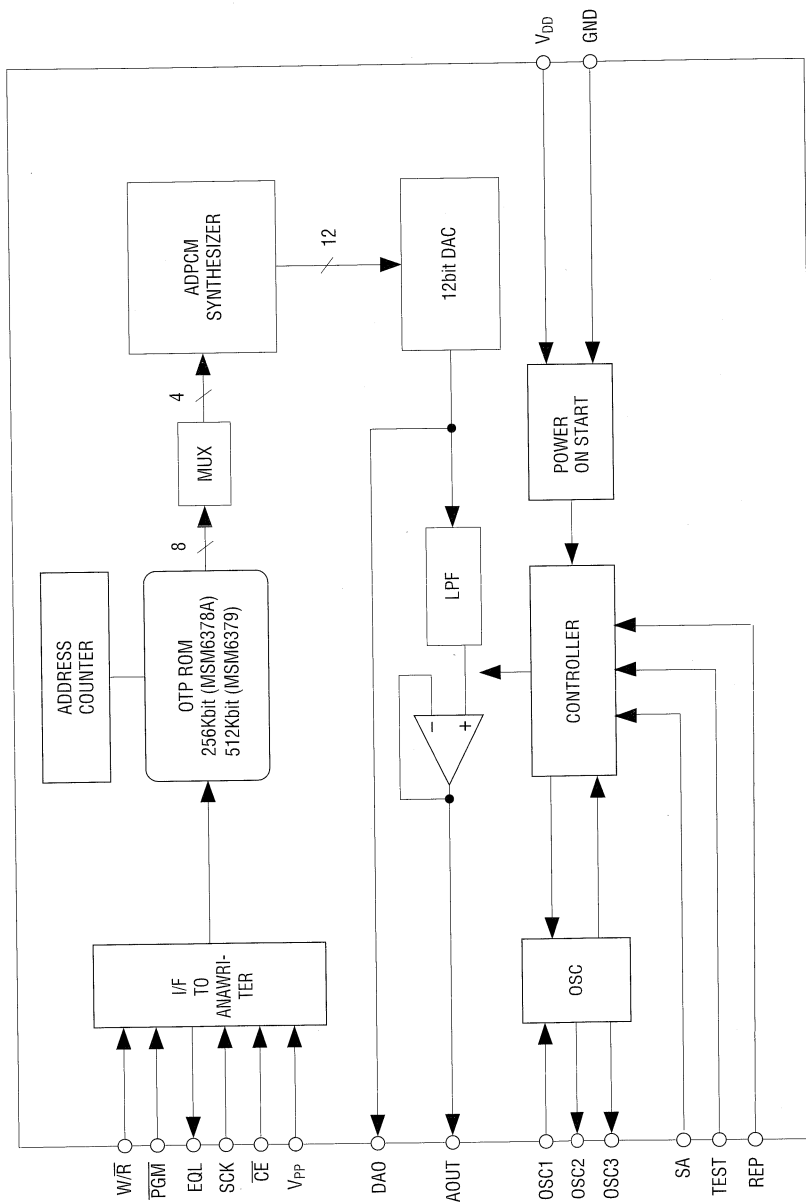 ADDRESS
COUNTER
OTP ROM
256Kbit (MSM6378A)
512Kbit (MSM6379)
8
MUX
4
ADPCM
SYNTHESIZER
12
12bit DAC
I/F
TO
ANAWRI-
TER
W/R̅
P̅G̅M̅
EQL
SCK
C̅E̅
VPP
DAO
AOUT
LPF
−
+
OSC1
OSC2
OSC3
OSC
CONTROLLER
POWER
ON START
VDD
GND
SA
TEST
REP